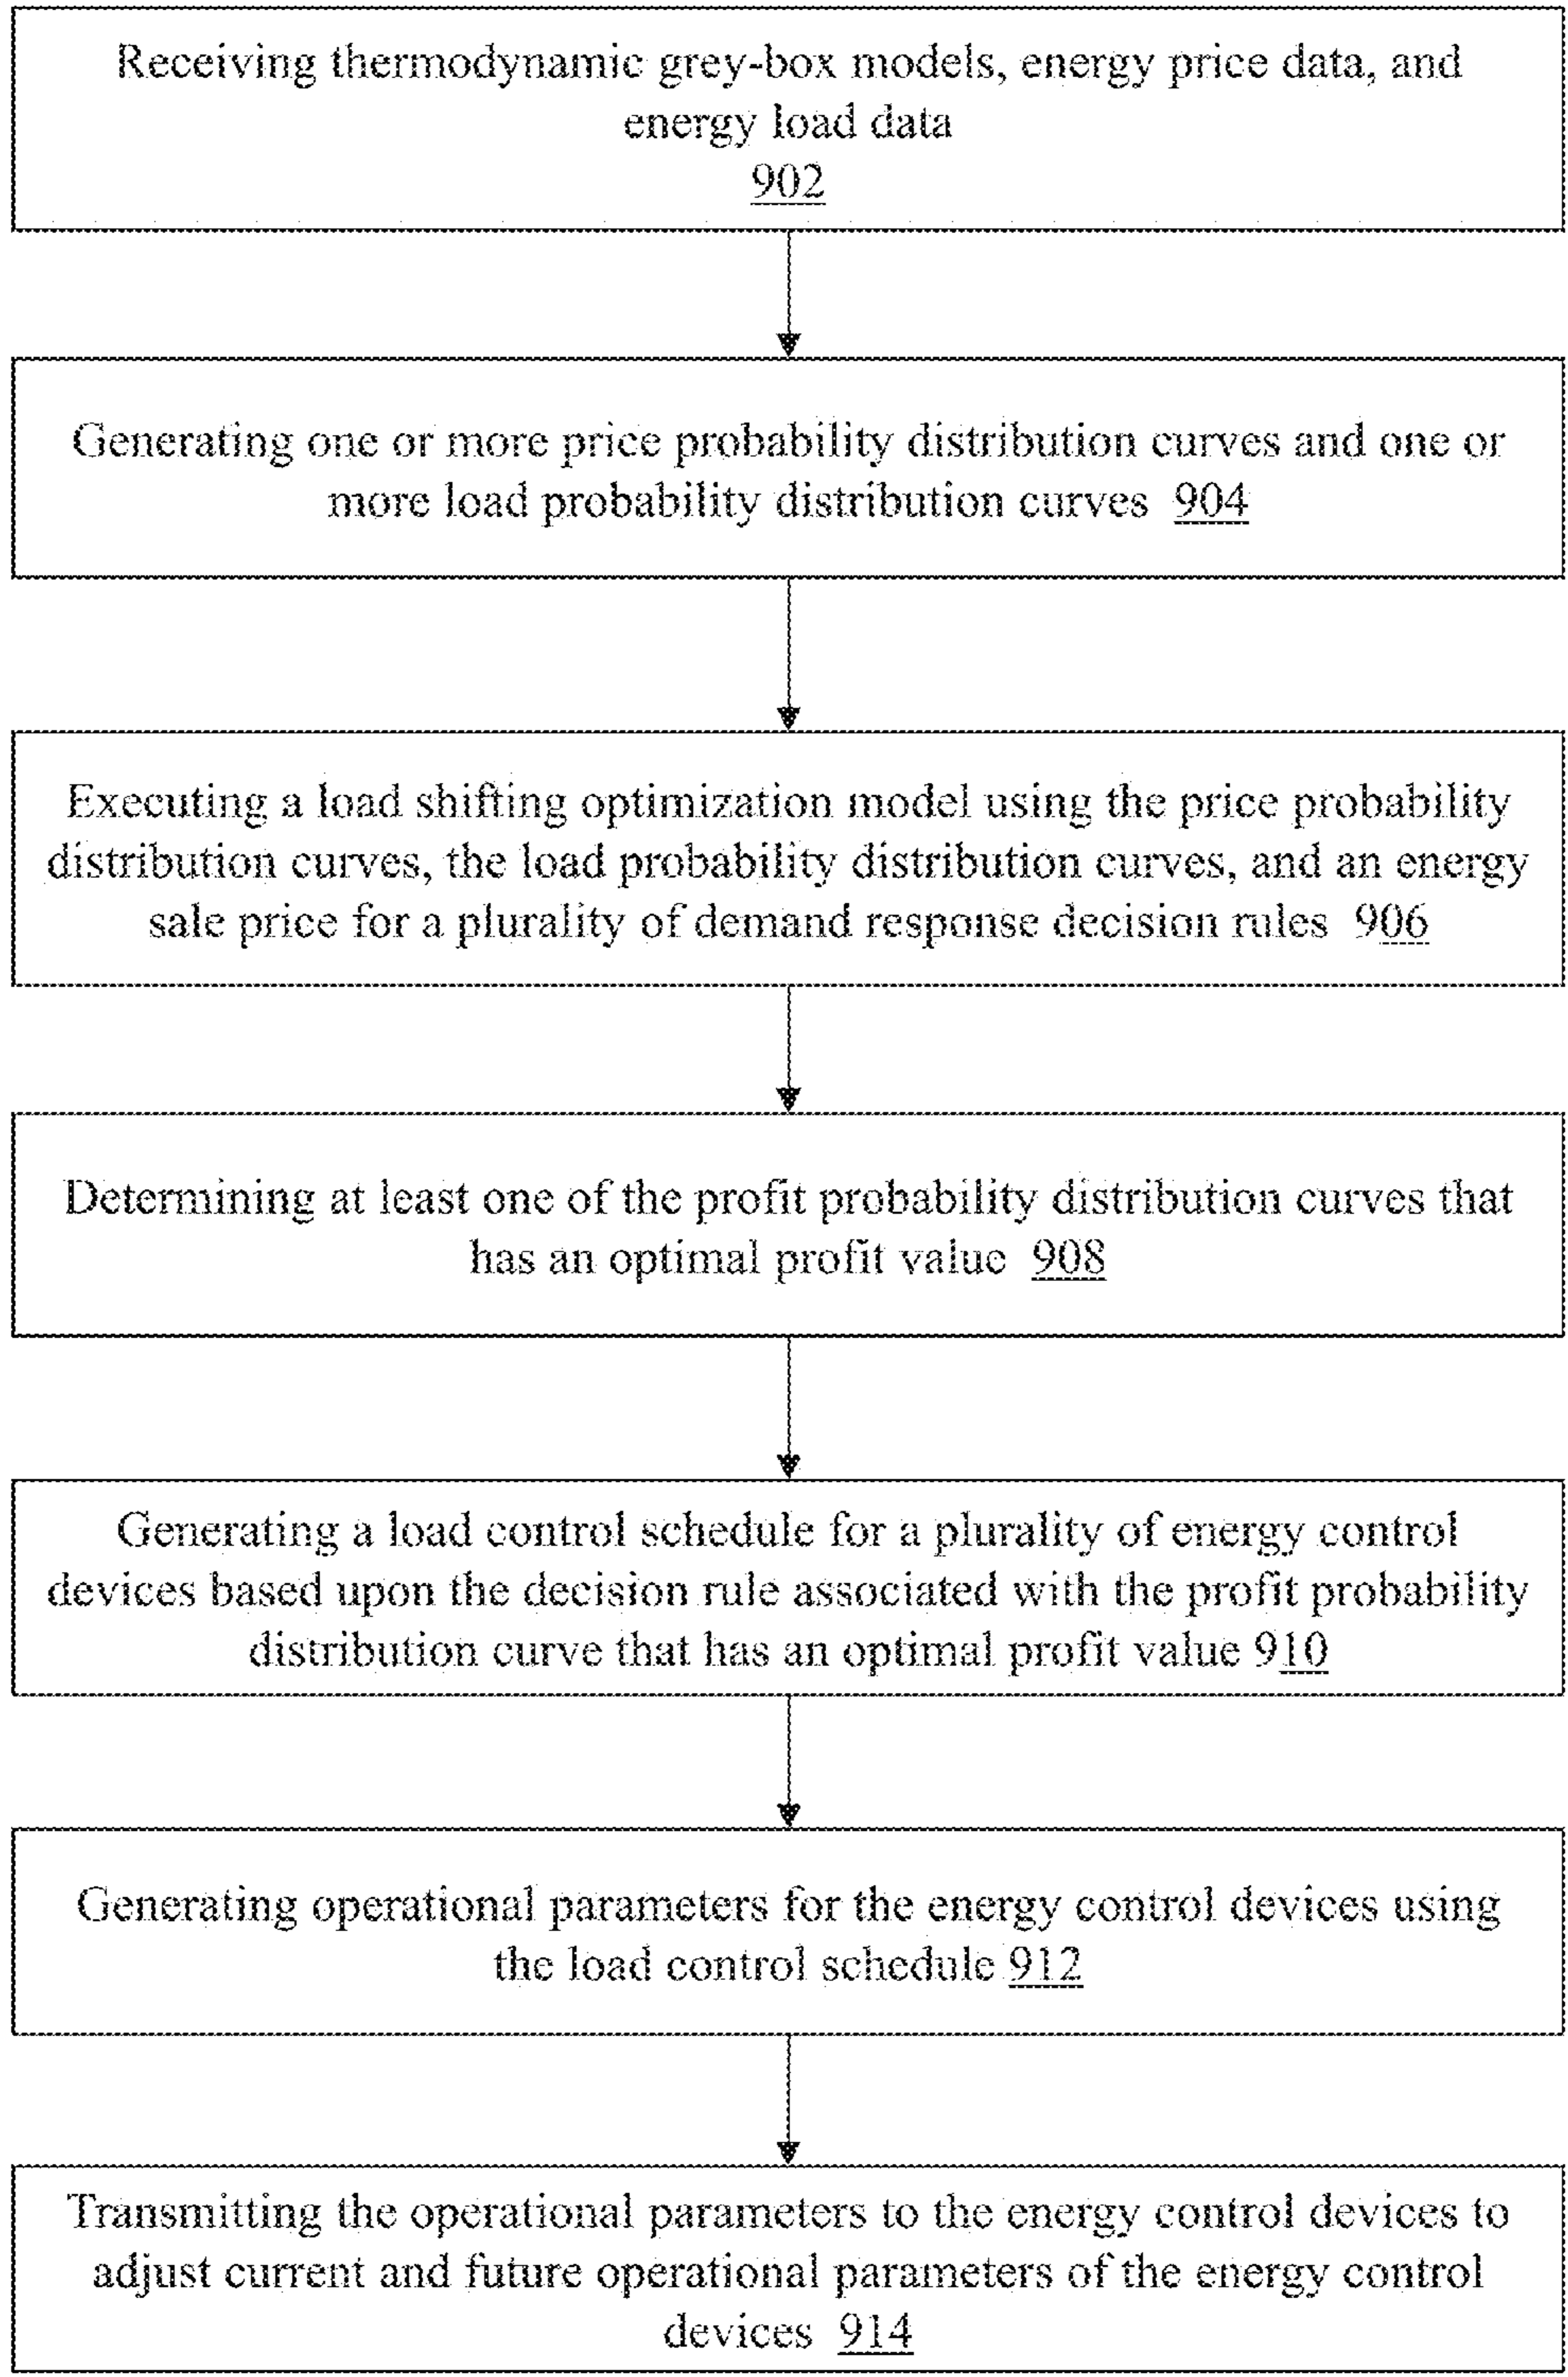 Receiving thermodynamic grey-box models, energy price data, and
energy load data
902
Generating one or more price probability distribution curves and one or
more load probability distribution curves 904
Executing a load shifting optimization model using the price probability
distribution curves, the load probability distribution curves, and an energy
sale price for a plurality of demand response decision rules 906
Determining at least one of the profit probability distribution curves that
has an optimal profit value 908
Generating a load control schedule for a plurality of energy control
devices based upon the decision rule associated with the profit probability
distribution curve that has an optimal profit value 910
Generating operational parameters for the energy control devices using
the load control schedule 912
Transmitting the operational parameters to the energy control devices to
adjust current and future operational parameters of the energy control
devices 914